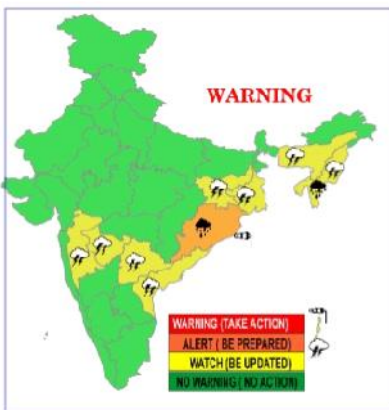 WARNING
WARNING (TAKE ACTION)
ALERT ( BE PREPARED)
WATCH (BE UPDATED)
NO WARNING ( NO ACTION)